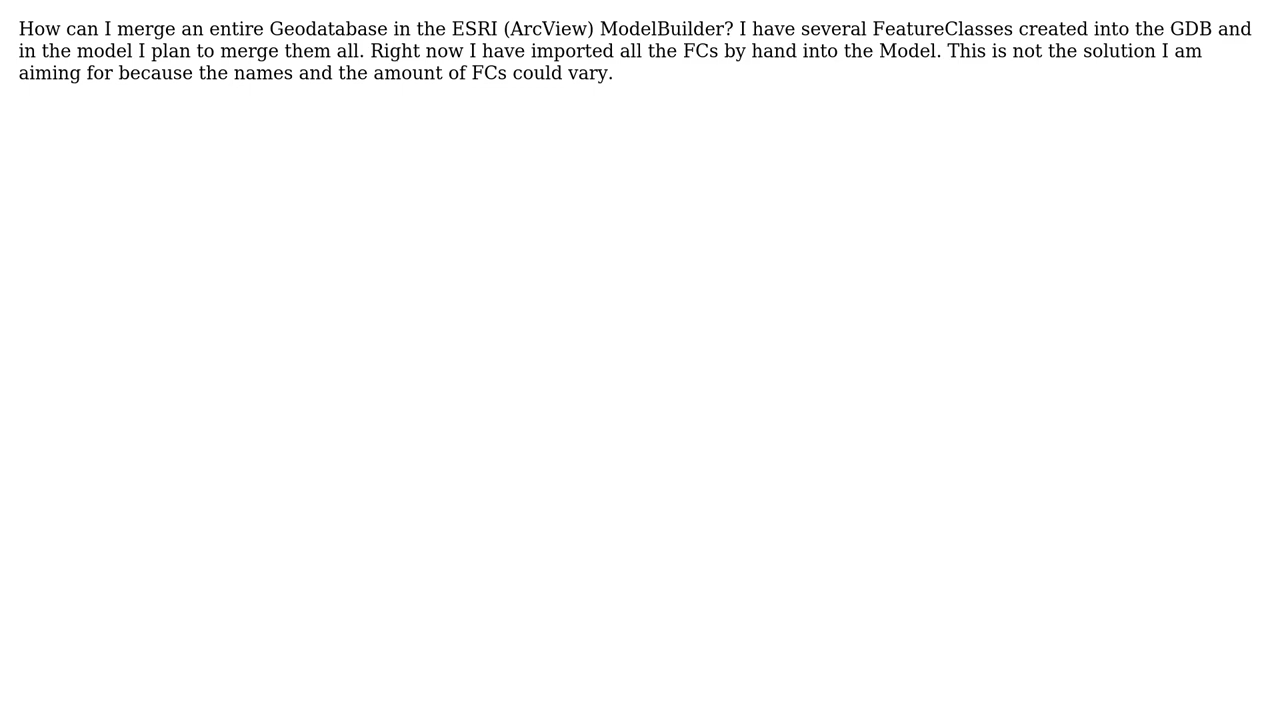 How can I merge an entire Geodatabase in the ESRI (ArcView) ModelBuilder? I have several FeatureClasses created into the GDB and
in the model I plan to merge them all. Right now I have imported all the FCs by hand into the Model. This is not the solution I am
aiming for because the names and the amount of FCs could vary.